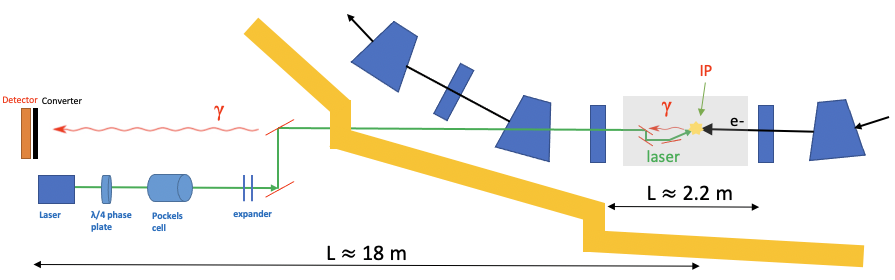 IP
Detector Converter
γ
γ
e-
laser
L ≈ 2.2 m
Laser
λ/4 phase
plate
Pockels
cell
expander
L ≈ 18 m